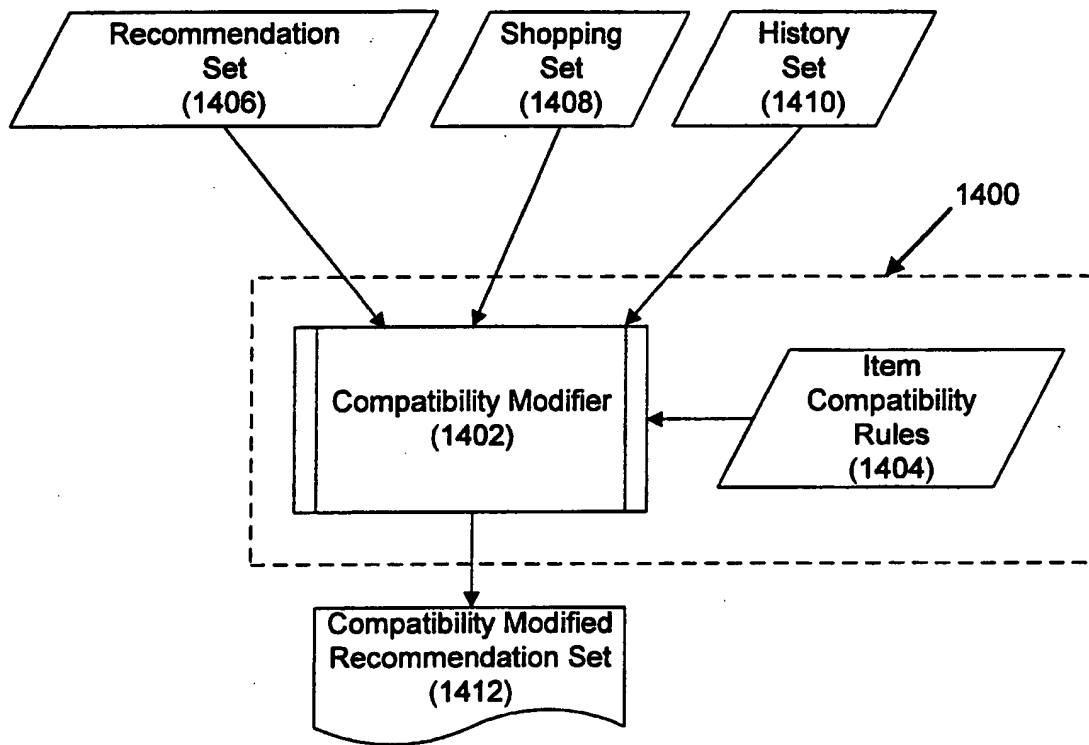 Recommendation
Set
(1406)
Shopping
Set
(1408)
History
Set
(1410)
1400
Compatibility Modifier
(1402)
Item
Compatibility
Rules
(1404)
Compatibility Modified
Recommendation Set
(1412)